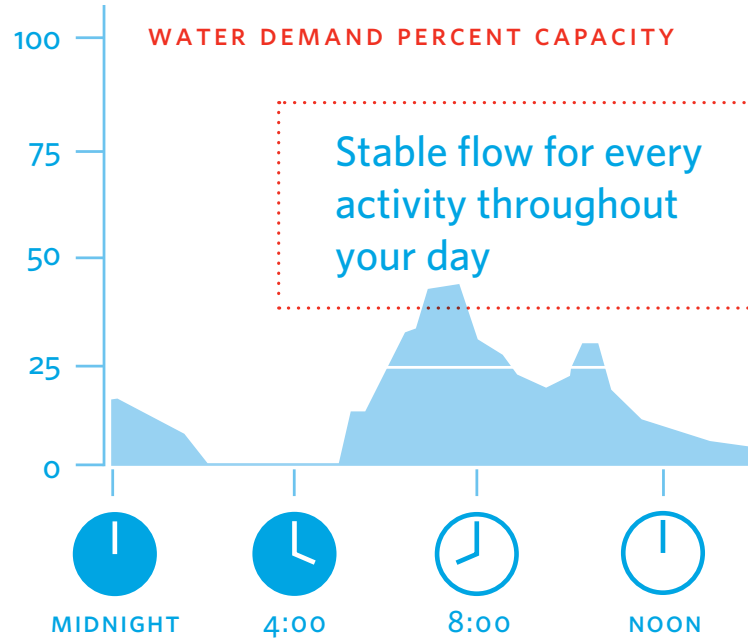 100
WATER DEMAND PERCENT CAPACITY
75
Stable flow for every
activity throughout
your day
50
25
0
MIDNIGHT
4:00
8:00
NOON